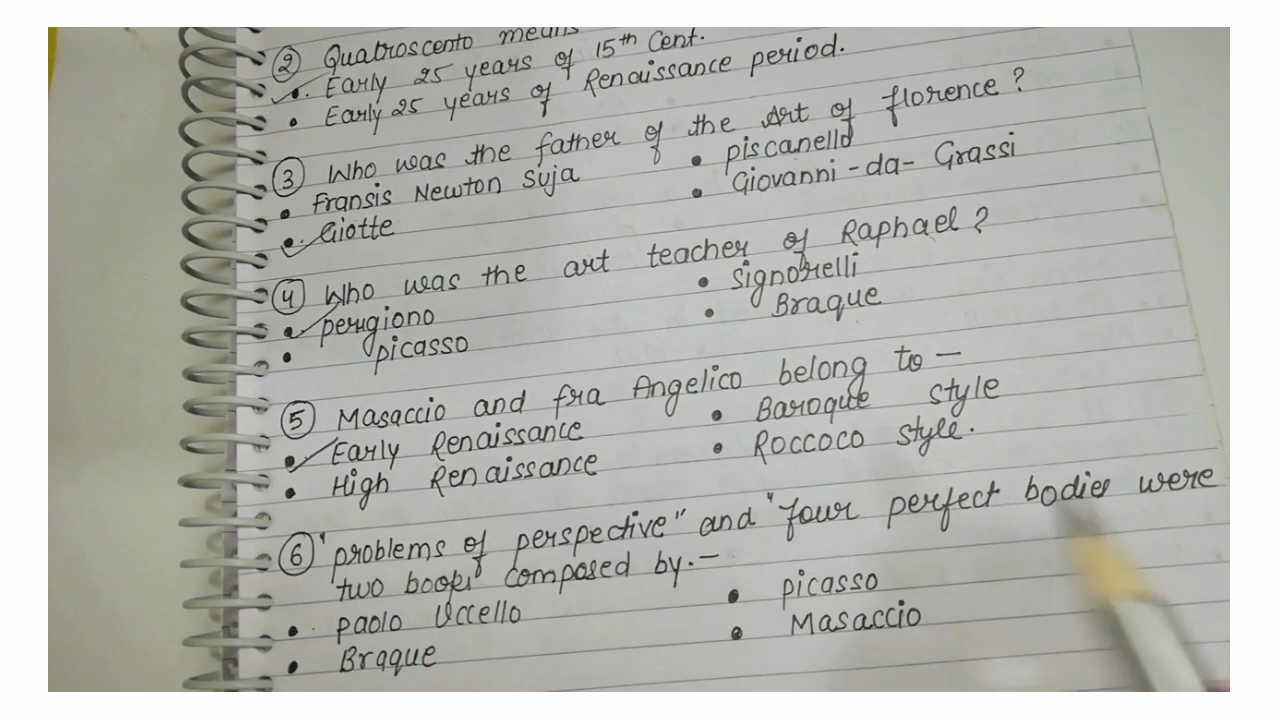 ② Quatroscento means
• Early 25 years of 15th Cent.
• Early 25 years of Renaissance period.
③ Who was the father of the Art of florence ?
• Fransis Newton Suja • Piscanello
• Giotte • Giovanni-da-Grassi
④ Who was the art teacher of Raphael ?
• perugiono • Signorelli
• picasso • Braque
⑤ Masaccio and fra Angelico belong to –
• Early Renaissance • Baroque style
• High Renaissance • Roccoco style.
⑥ "problems of perspective" and "four perfect bodies were
two books composed by.–
• paolo Uccello • picasso
• Braque • Masaccio